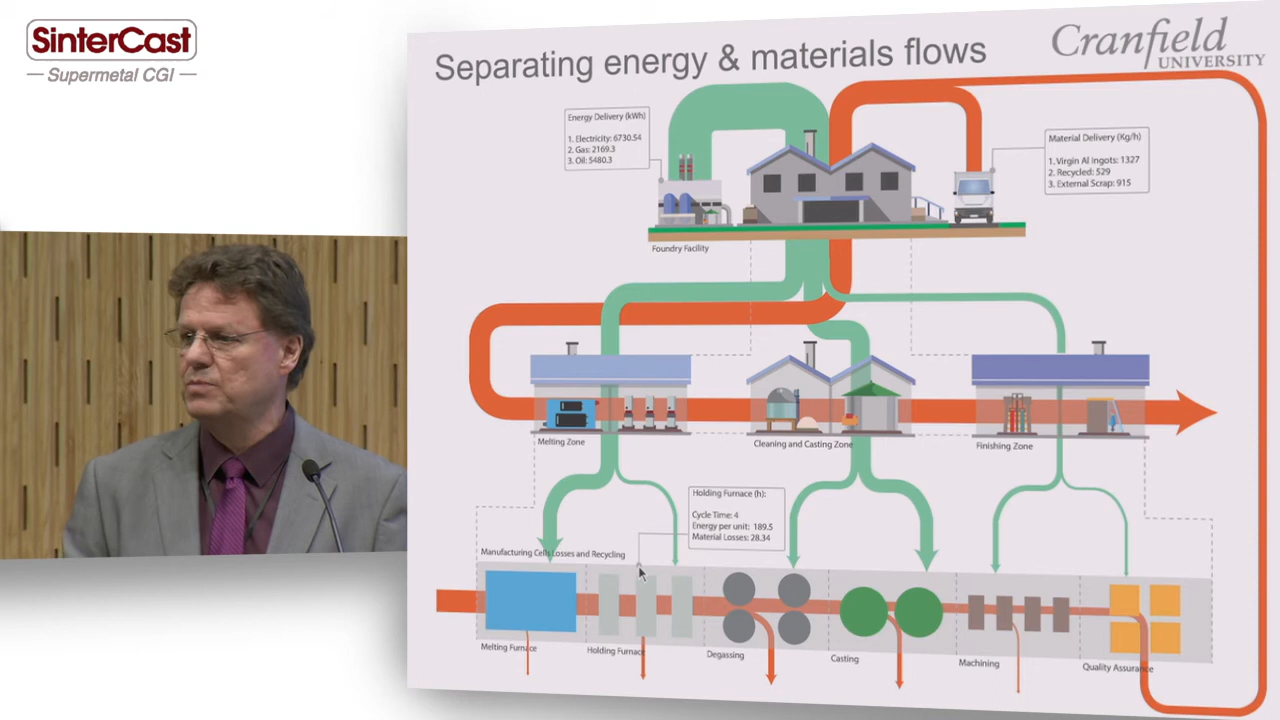 SinterCast
Supermetal CGI
Separating energy & materials flows
Cranfield
UNIVERSITY
Energy Delivery (kWh)
1. Electricity: 6730.54
2. Gas: 2169.3
3. Oil: 5480.3
Material Delivery (Kg/h)
1. Virgin Al ingots: 1327
2. Recycled: 529
3. External Scrap: 915
Foundry Facility
Melting Zone
Cleaning and Casting Zone
Finishing Zone
Holding Furnace (h):
Cycle Time: 4
Energy per unit: 189.5
Material Losses: 28.34
Manufacturing Cells Losses and Recycling
Melting Furnace
Holding Furnace
Degassing
Casting
Machining
Quality Assurance